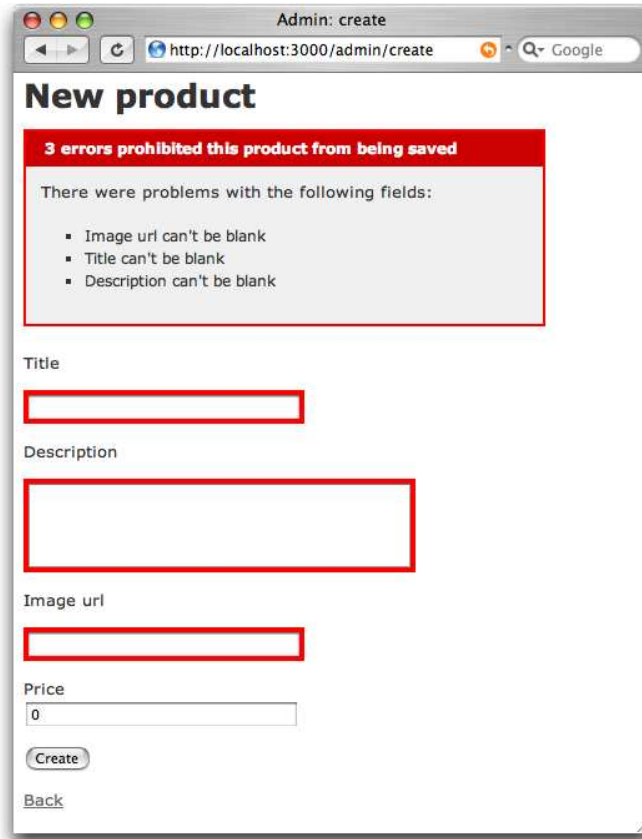 Admin: create
http://localhost:3000/admin/create
Google
New product
3 errors prohibited this product from being saved
There were problems with the following fields:
Image url can't be blank
Title can't be blank
Description can't be blank
Title
Description
Image url
Price
0
Create
Back